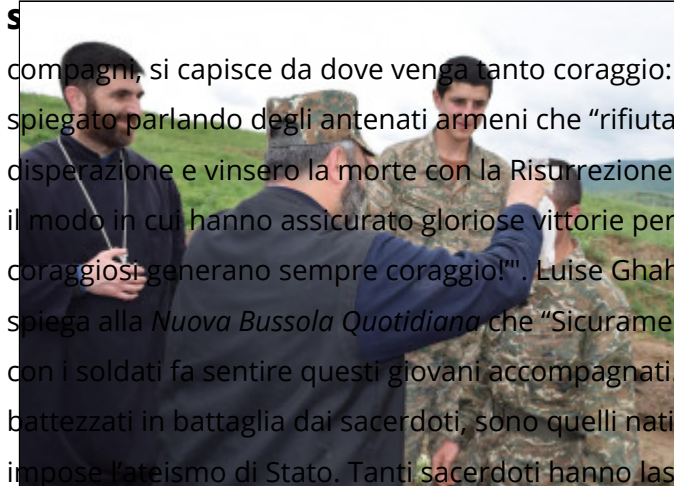 s
compagni, si capisce da dove venga tanto coraggio:
spiegato parlando degli antenati armeni che “rifiuta
disperazione e vinsero la morte con la Risurrezione
il modo in cui hanno assicurato gloriose vittorie per
coraggiosi generano sempre coraggio!’". Luise Ghah
spiega alla Nuova Bussola Quotidiana che “Sicurame
con i soldati fa sentire questi giovani accompagnati.
battezzati in battaglia dai sacerdoti, sono quelli nati
impose l’ateismo di Stato. Tanti sacerdoti hanno las